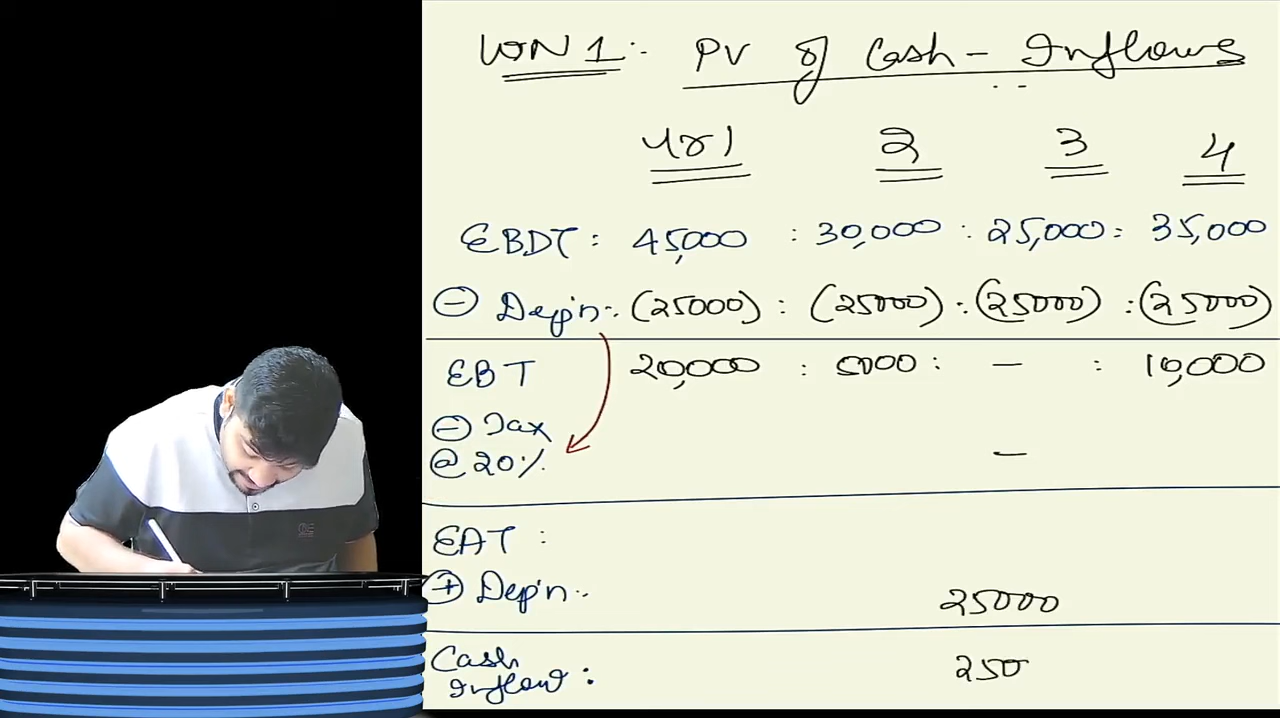 WN 1 :- PV of Cash - Inflows
Yr 1 2 3 4
EBDT : 45,000 : 30,000 : 25,000 : 35,000
(-) Dep'n :. (25000) : (25000) :. (25000) : (25000)
EBT 20,000 : 5000 : — : 10,000
(-) Tax
@ 20% —
EAT :
(+) Dep'n :. 25000
Cash
Inflow : 250